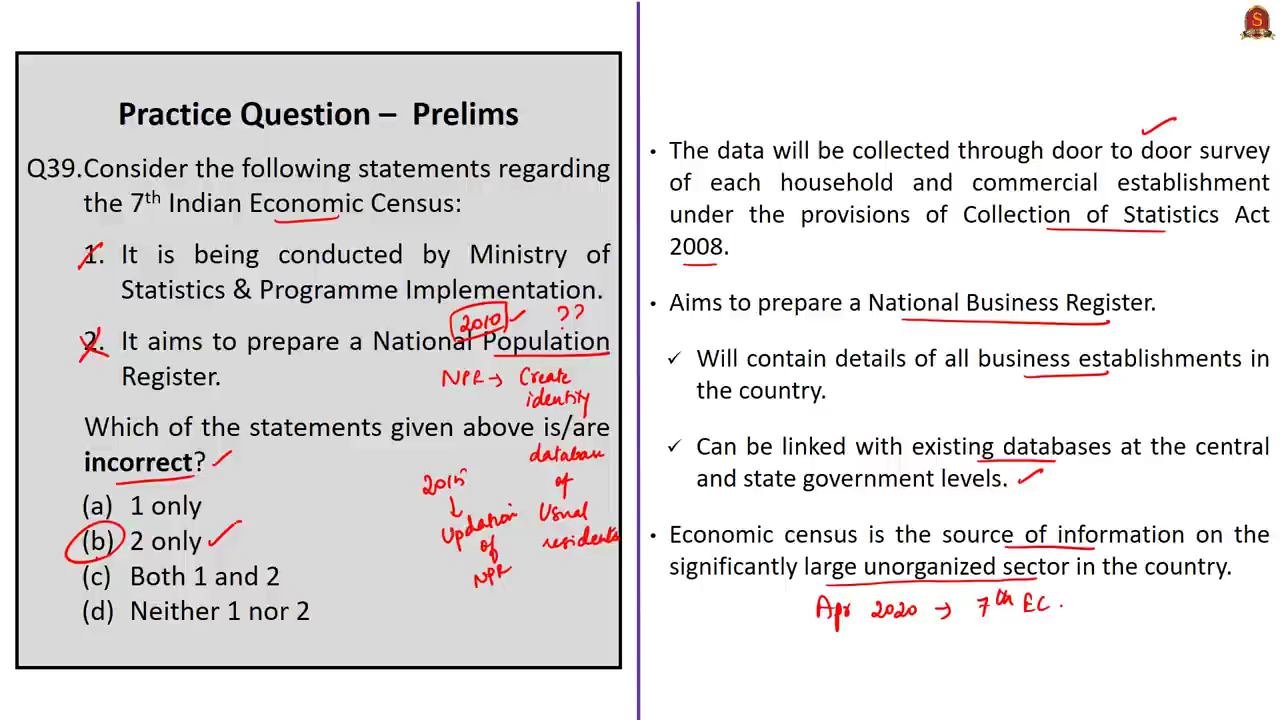 Practice Question – Prelims
Q39. Consider the following statements regarding
the 7th Indian Economic Census:
1. It is being conducted by Ministry of
Statistics & Programme Implementation.
2010 ??
2. It aims to prepare a National Population
Register.
NPR → Create
identity
Which of the statements given above is/are
incorrect?
database
of
Usual
residents
2015
↓
Updation
of
NPR
(a) 1 only
(b) 2 only
(c) Both 1 and 2
(d) Neither 1 nor 2
• The data will be collected through door to door survey
of each household and commercial establishment
under the provisions of Collection of Statistics Act
2008.
• Aims to prepare a National Business Register.
✓ Will contain details of all business establishments in
the country.
✓ Can be linked with existing databases at the central
and state government levels.
• Economic census is the source of information on the
significantly large unorganized sector in the country.
Apr 2020 → 7th EC.